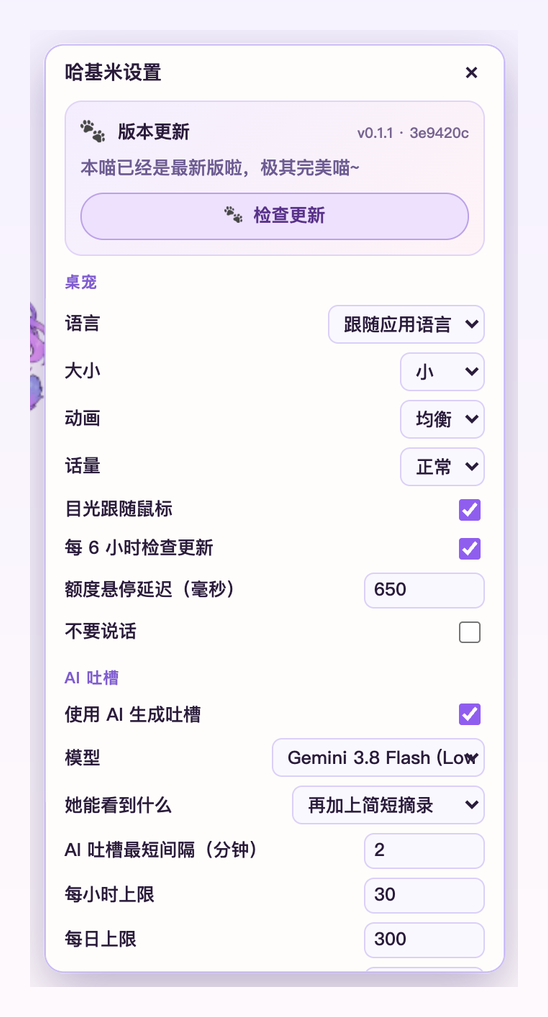 哈基米设置
×
版本更新
v0.1.1 · 3e9420c
本喵已经是最新版啦，极其完美喵~
检查更新
桌宠
语言
跟随应用语言
大小
小
动画
均衡
话量
正常
目光跟随鼠标
每 6 小时检查更新
额度悬停延迟（毫秒）
650
不要说话
AI 吐槽
使用 AI 生成吐槽
模型
Gemini 3.8 Flash (Low
她能看到什么
再加上简短摘录
AI 吐槽最短间隔（分钟）
2
每小时上限
30
每日上限
300